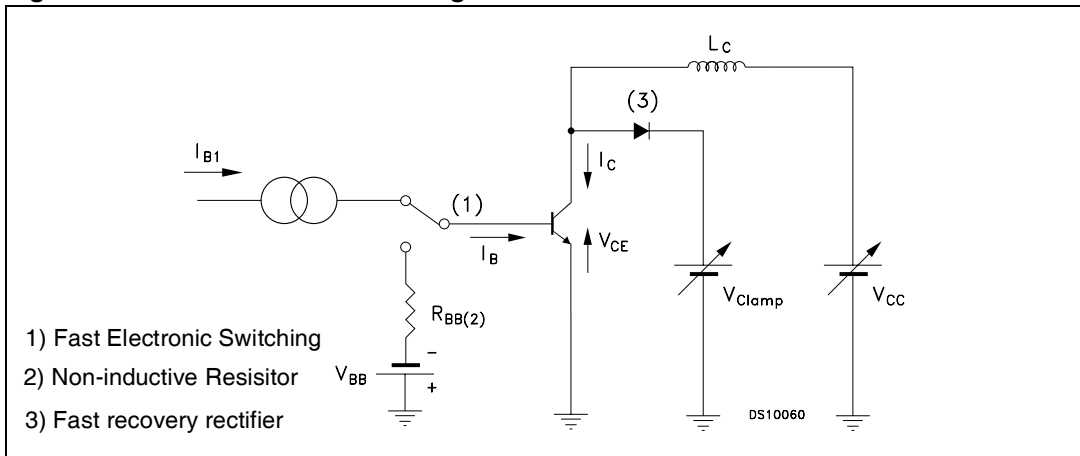 L_C
(3)
I_B1
I_C
(1)
I_B
V_CE
V_Clamp
V_CC
R_BB(2)
V_BB
-
+
1) Fast Electronic Switching
2) Non-inductive Resisitor
3) Fast recovery rectifier
DS10060